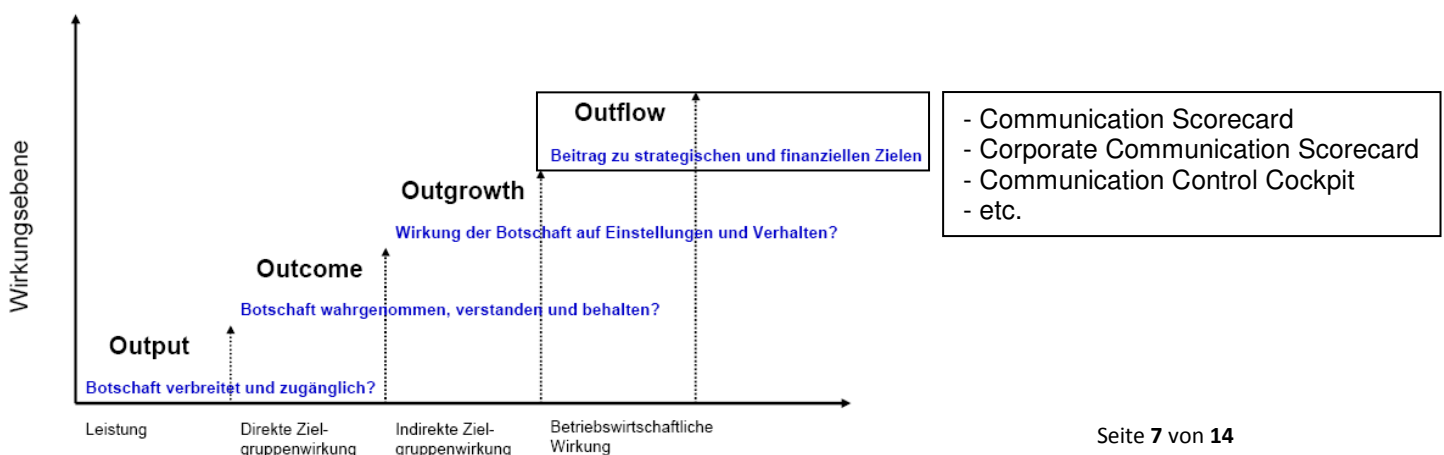 Wirkungsebene
Outflow
Beitrag zu strategischen und finanziellen Zielen
- Communication Scorecard
- Corporate Communication Scorecard
- Communication Control Cockpit
- etc.
Outgrowth
Wirkung der Botschaft auf Einstellungen und Verhalten?
Outcome
Botschaft wahrgenommen, verstanden und behalten?
Output
Botschaft verbreitet und zugänglich?
Leistung
Direkte Ziel-
gruppenwirkung
Indirekte Ziel-
gruppenwirkung
Betriebswirtschaftliche
Wirkung
Seite 7 von 14